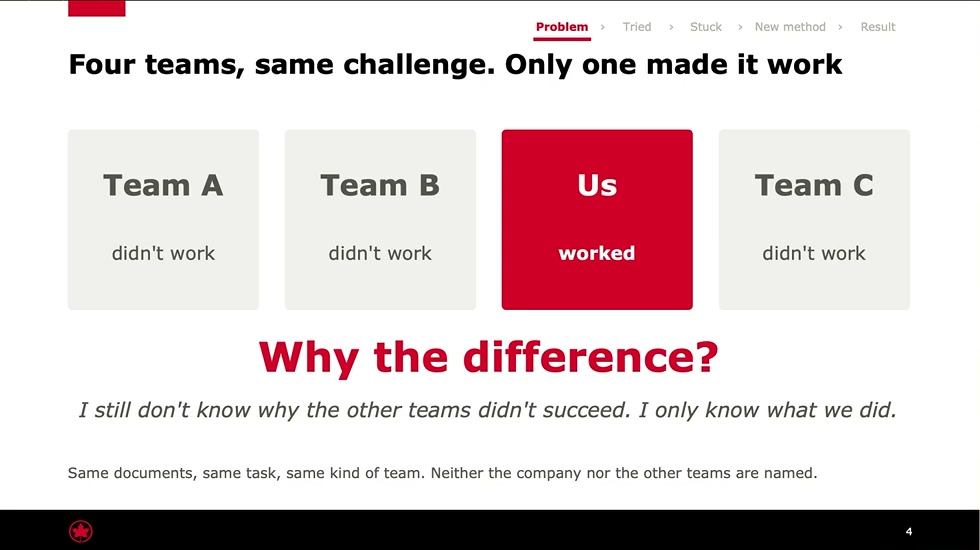 Problem › Tried › Stuck › New method › Result
Four teams, same challenge. Only one made it work
Team A
didn't work
Team B
didn't work
Us
worked
Team C
didn't work
Why the difference?
I still don't know why the other teams didn't succeed. I only know what we did.
Same documents, same task, same kind of team. Neither the company nor the other teams are named.
4